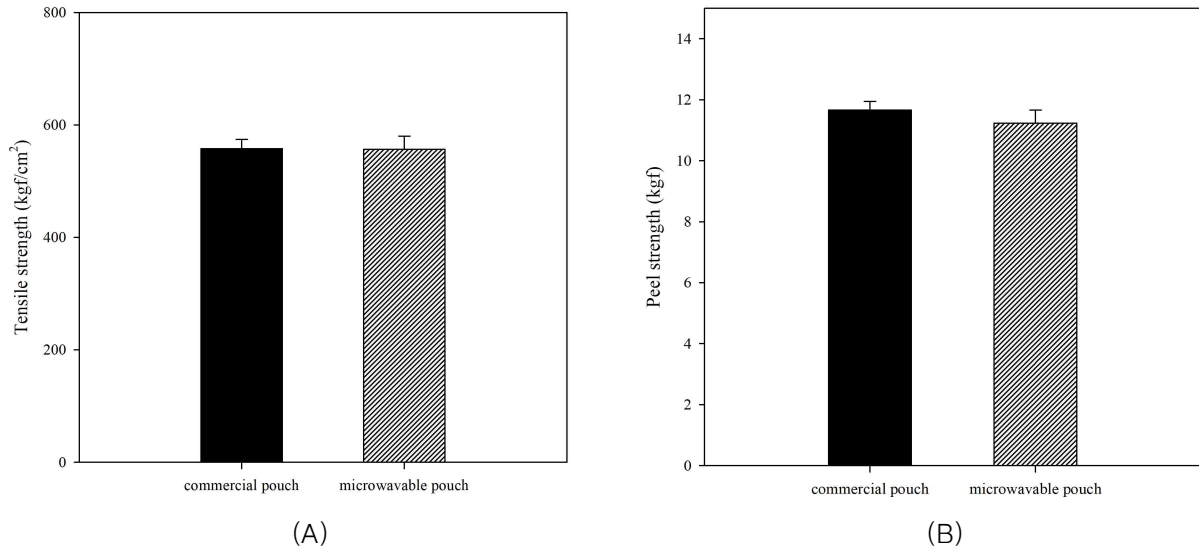 800
600
400
200
0
Tensile strength (kgf/cm²)
commercial pouch
microwavable pouch
(A)
14
12
10
8
6
4
2
0
Peel strength (kgf)
commercial pouch
microwavable pouch
(B)